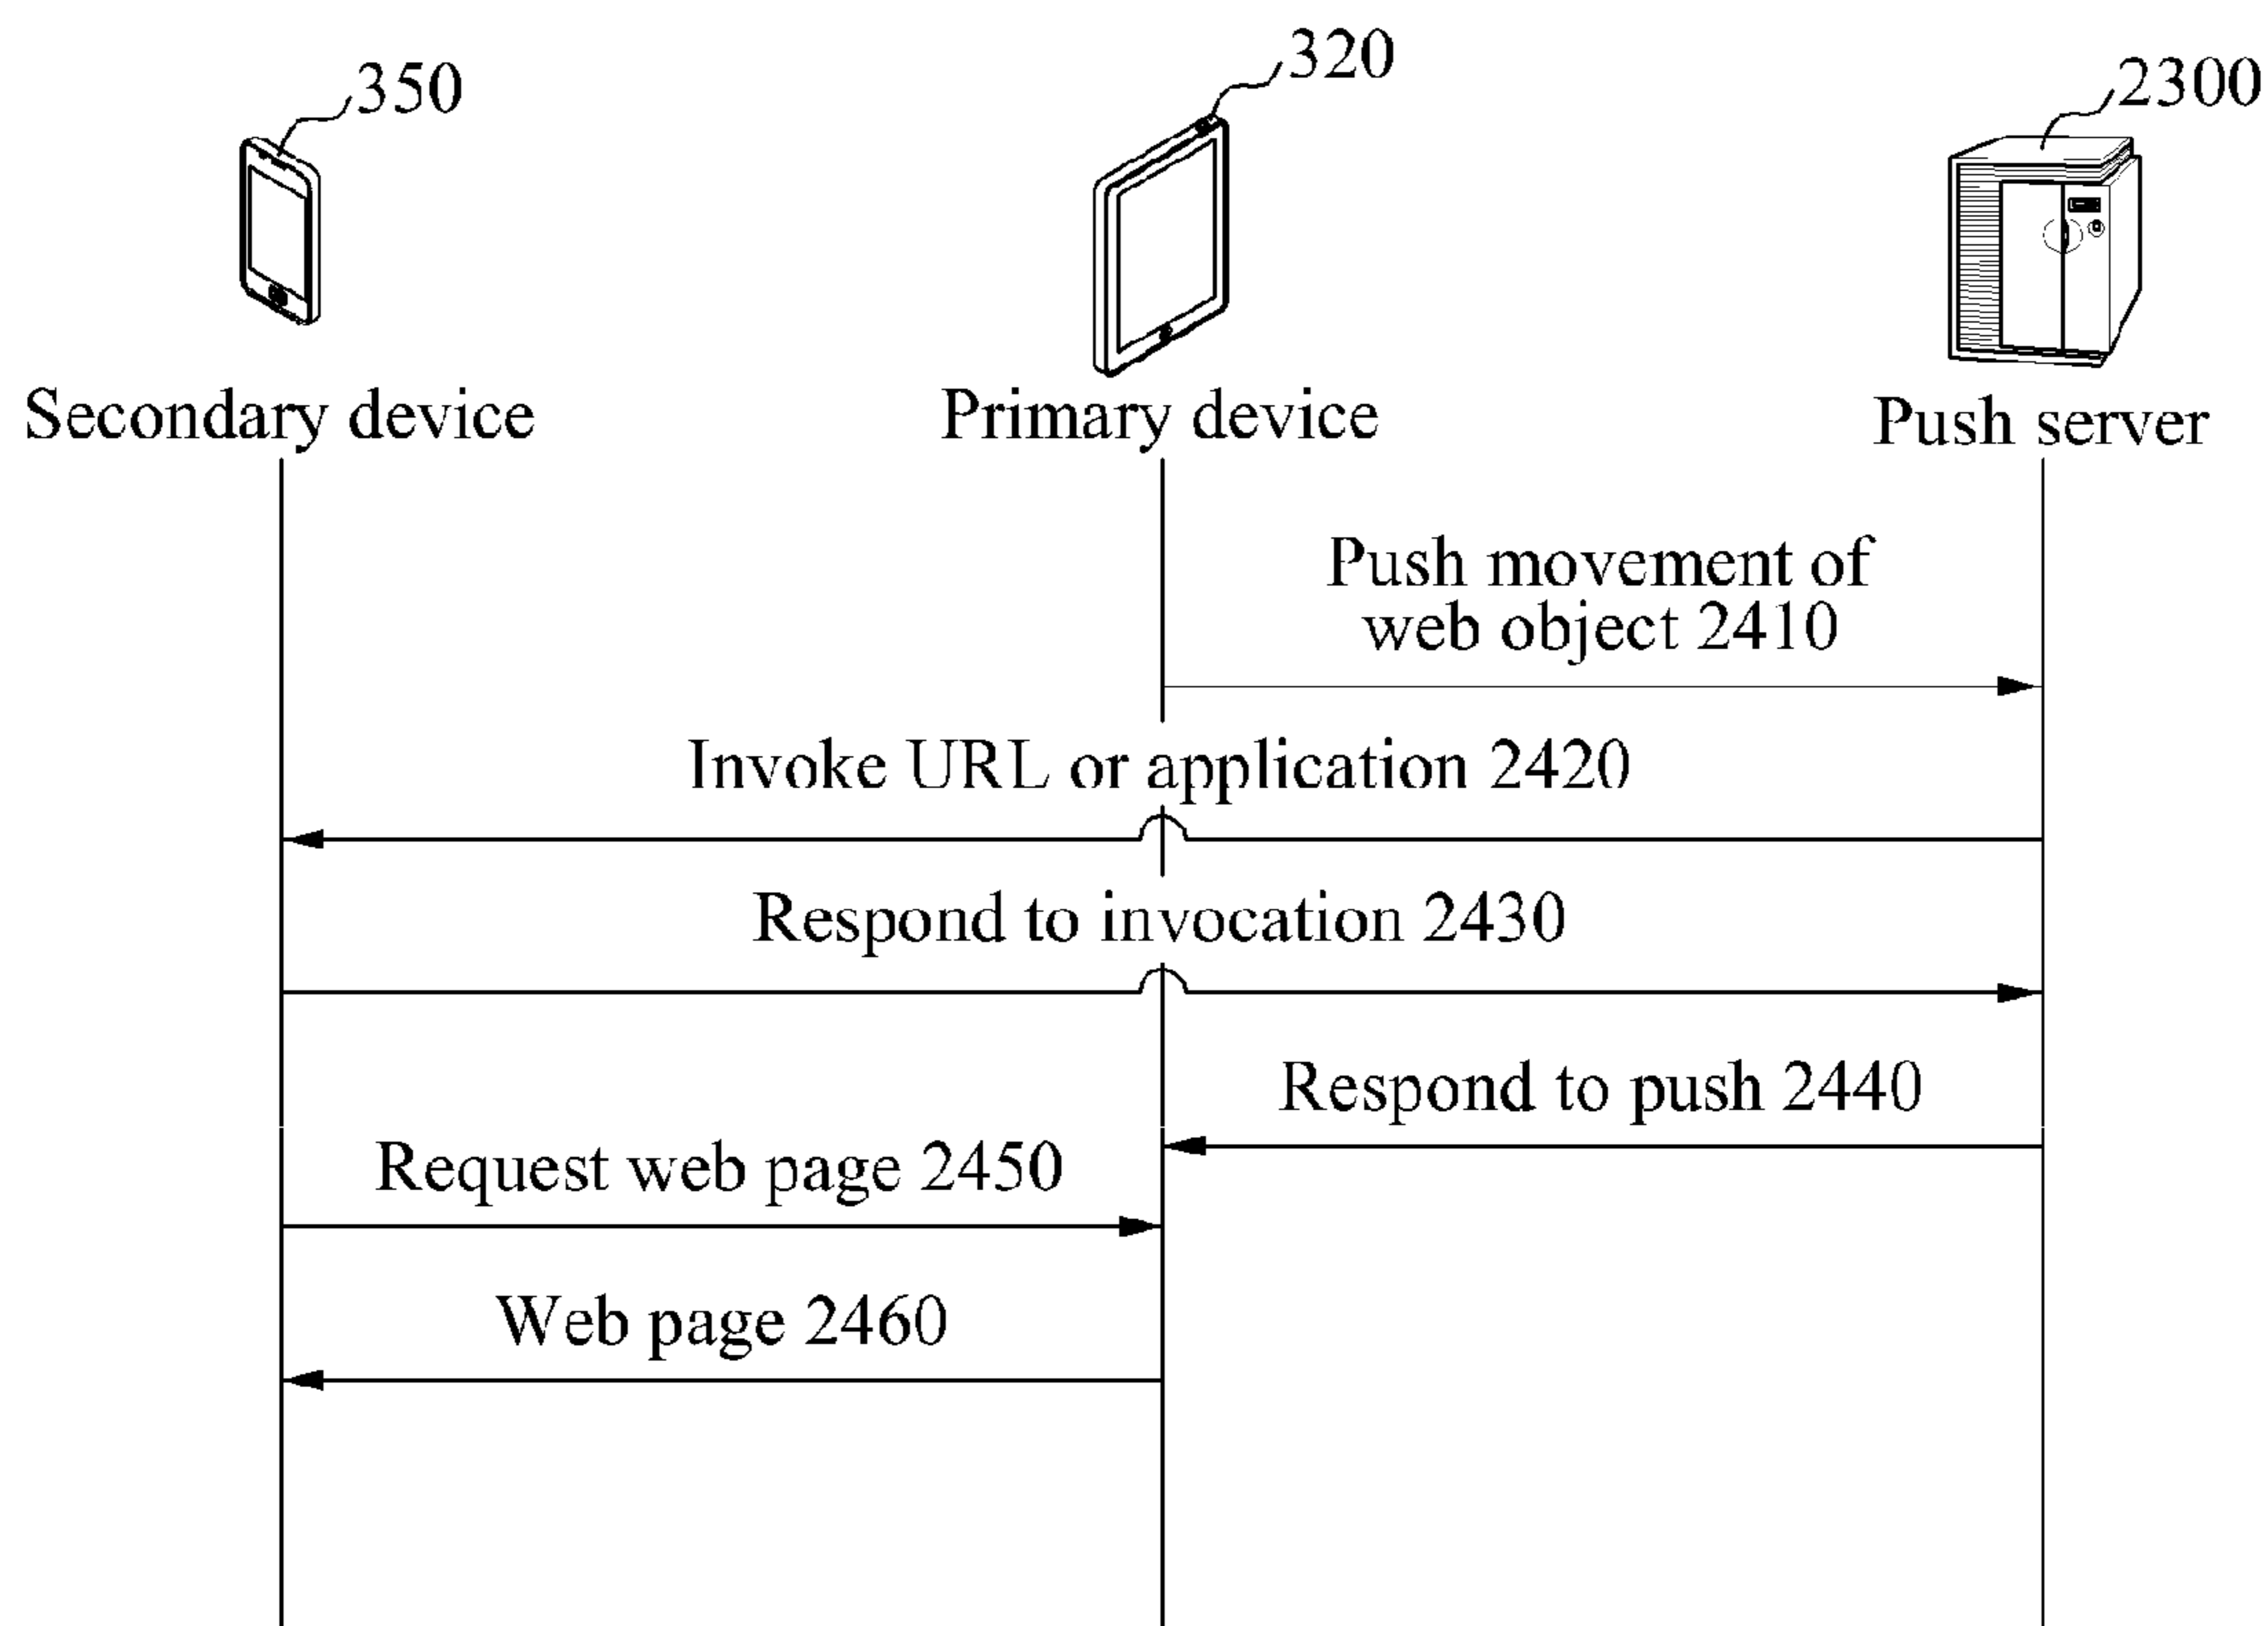 350
320
2300
Secondary device
Primary device
Push server
Push movement of
web object 2410
Invoke URL or application 2420
Respond to invocation 2430
Respond to push 2440
Request web page 2450
Web page 2460